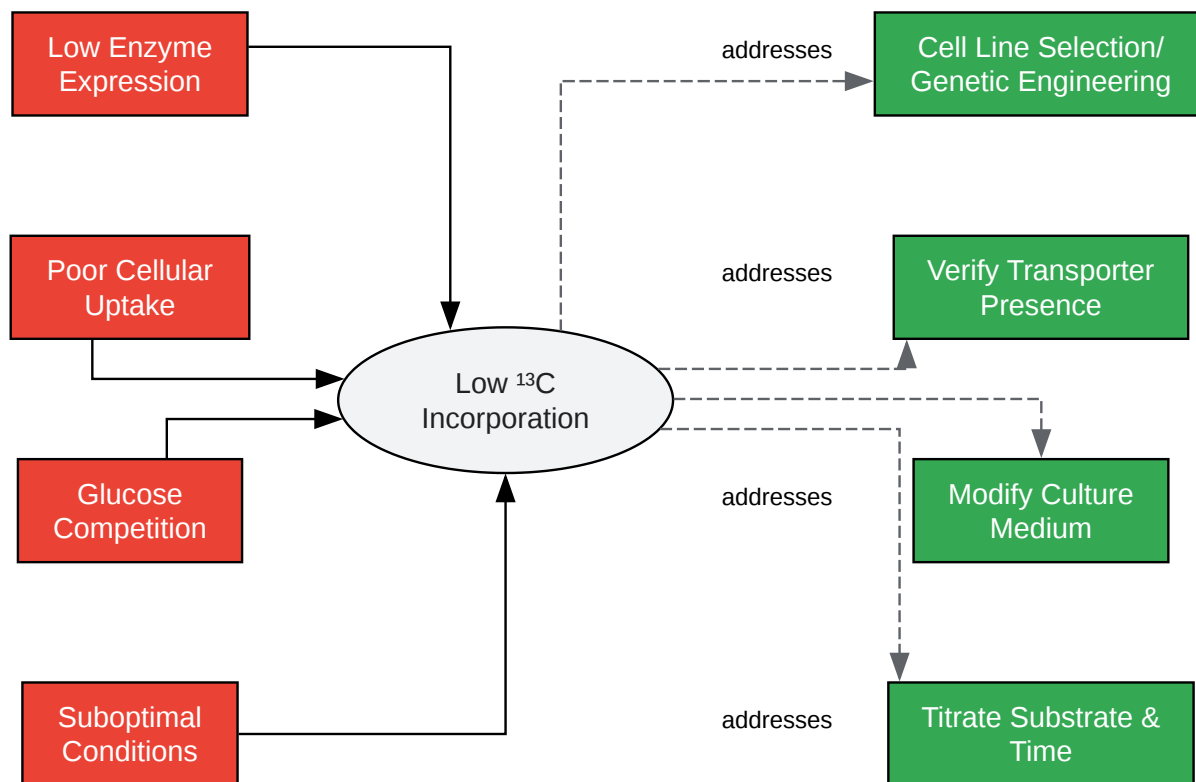 Low Enzyme
Expression
addresses
Cell Line Selection/
Genetic Engineering
Poor Cellular
Uptake
addresses
Verify Transporter
Presence
Low ¹³C
Incorporation
Glucose
Competition
addresses
Modify Culture
Medium
Suboptimal
Conditions
addresses
Titrate Substrate &
Time